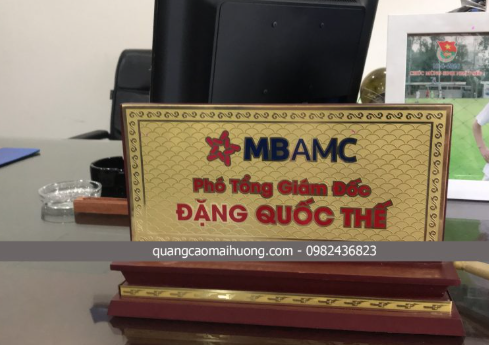 MBAMC
Phó Tổng Giám Đốc
ĐẶNG QUỐC THẾ
quangcaomaihuong.com - 0982436823